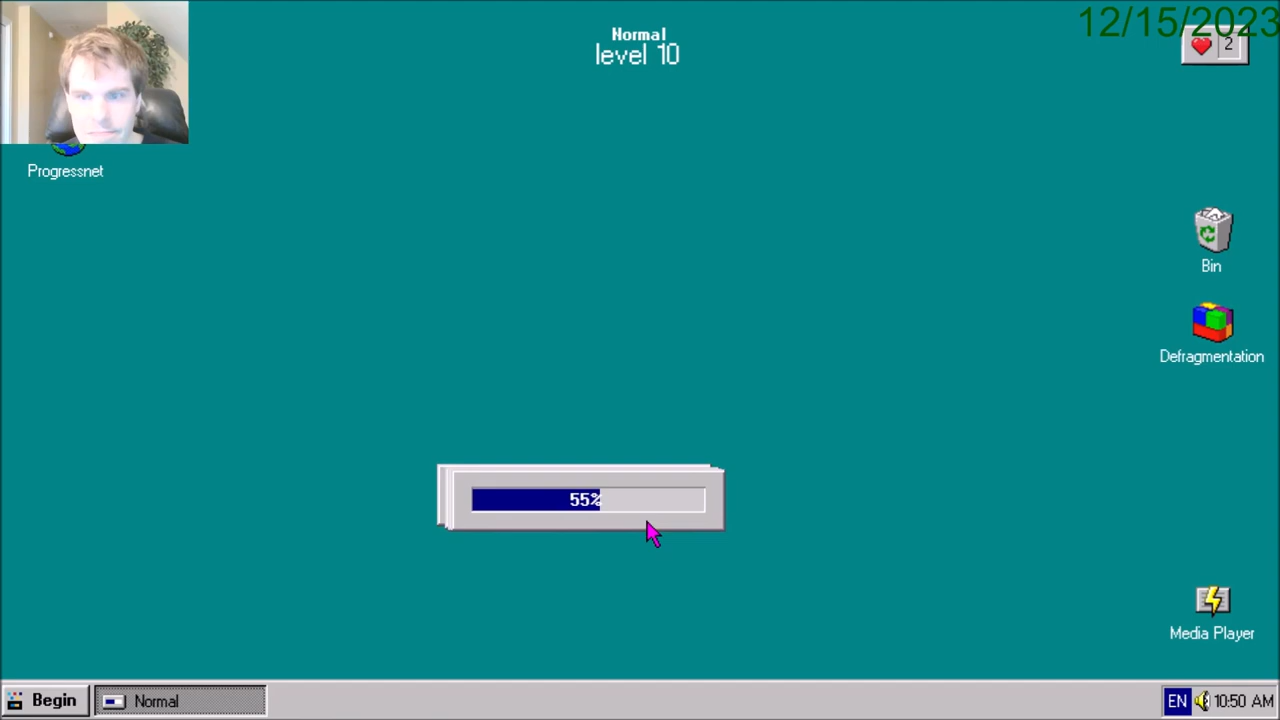 12/15/2023
Normal
level 10
2
Progressnet
Bin
Defragmentation
55%
Media Player
Begin
Normal
EN
10:50 AM